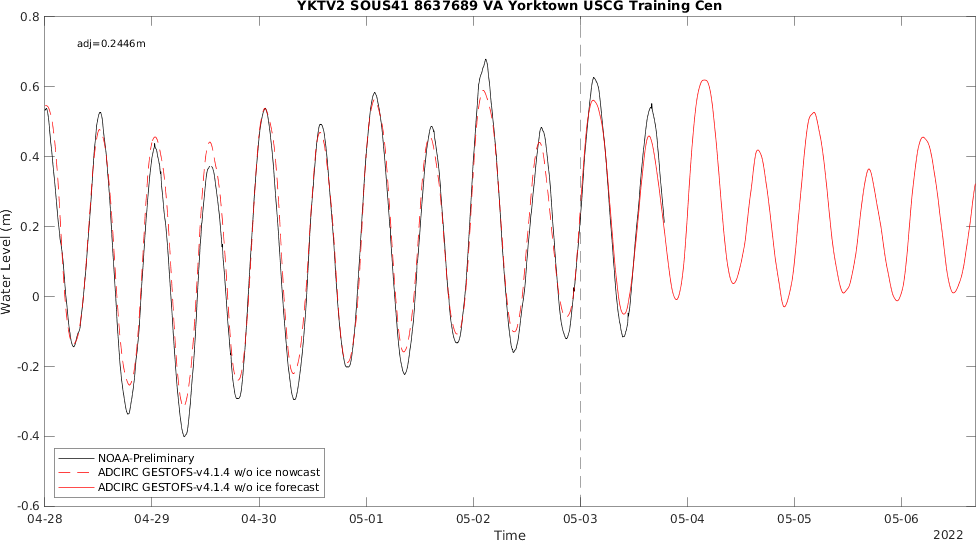 YKTV2 SOUS41 8637689 VA Yorktown USCG Training Cen
adj=0.2446m
0.8
0.6
0.4
0.2
0
-0.2
-0.4
-0.6
Water Level (m)
NOAA-Preliminary
ADCIRC GESTOFS-v4.1.4 w/o ice nowcast
ADCIRC GESTOFS-v4.1.4 w/o ice forecast
04-28 04-29 04-30 05-01 05-02 05-03 05-04 05-05 05-06
Time
2022